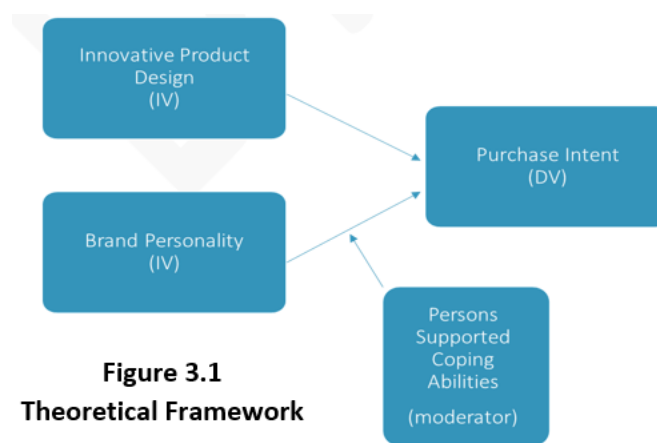 Innovative Product
Design
(IV)
Purchase Intent
(DV)
Brand Personality
(IV)
Persons
Supported
Coping
Abilities
(moderator)
Figure 3.1
Theoretical Framework